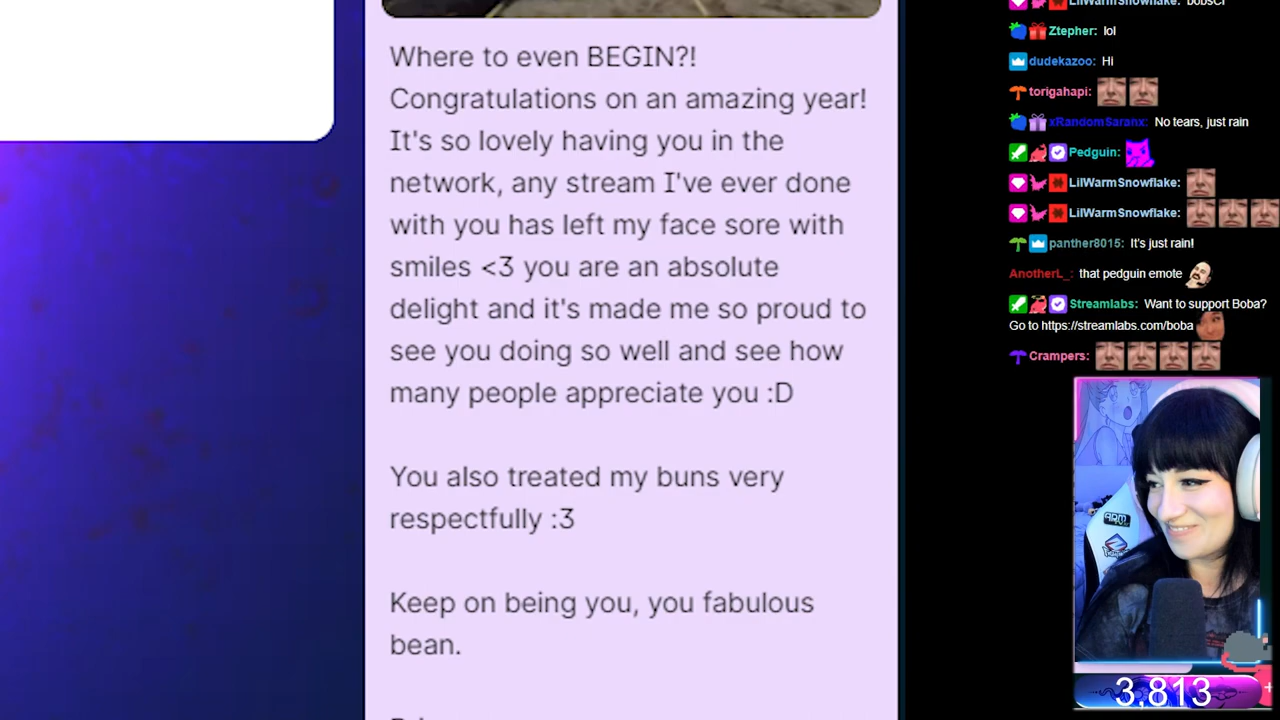 Where to even BEGIN?!
Congratulations on an amazing year!
It's so lovely having you in the
network, any stream I've ever done
with you has left my face sore with
smiles <3 you are an absolute
delight and it's made me so proud to
see you doing so well and see how
many people appreciate you :D
You also treated my buns very
respectfully :3
Keep on being you, you fabulous
bean.
LilWarmSnowflake:
Ztepher: lol
dudekazoo: Hi
torigahapi:
xRandomSaranx: No tears, just rain
Pedguin:
LilWarmSnowflake:
LilWarmSnowflake:
panther8015: It's just rain!
AnotherL_: that pedguin emote
Streamlabs: Want to support Boba?
Go to https://streamlabs.com/boba
Crampers:
3,813